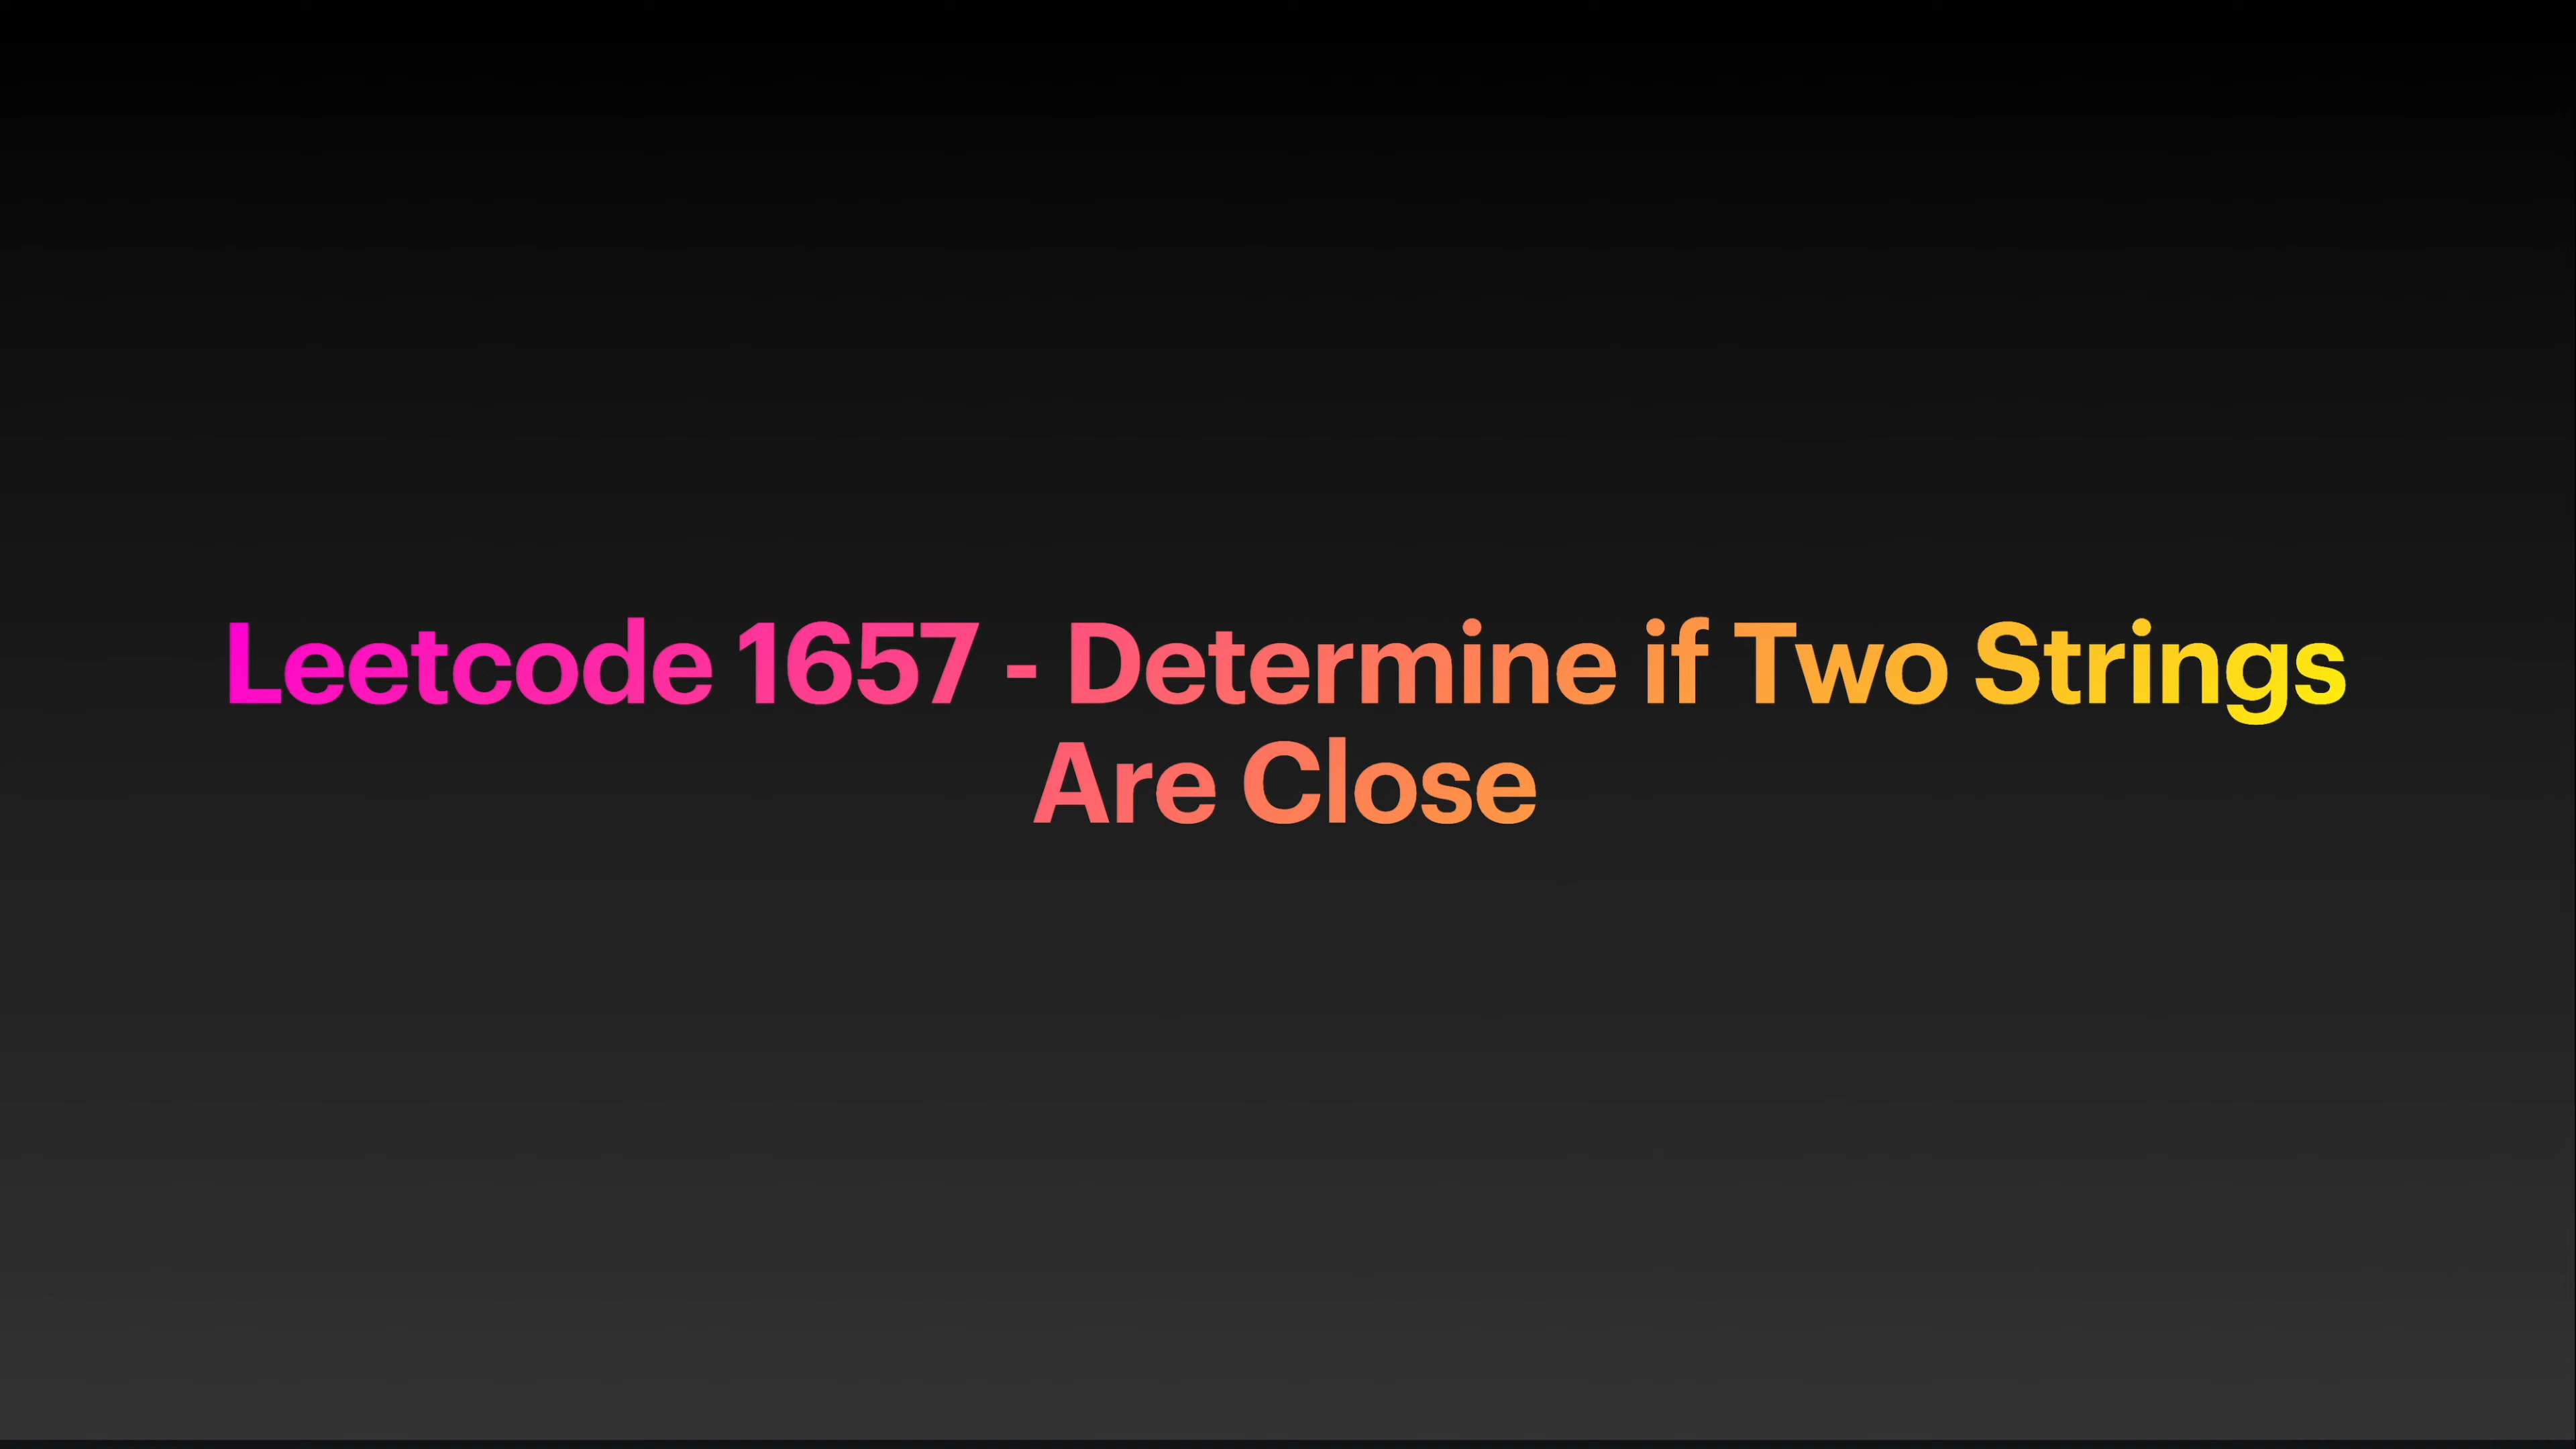 Leetcode 1657 - Determine if Two Strings
Are Close